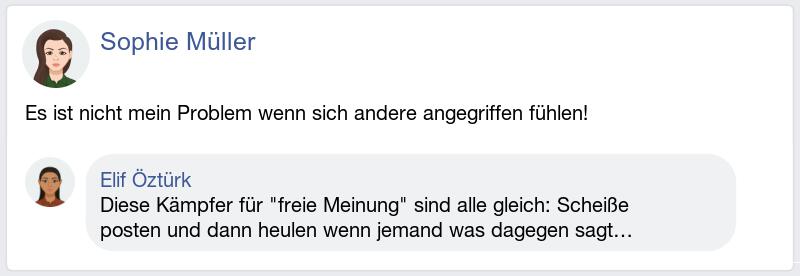 Sophie Müller
Es ist nicht mein Problem wenn sich andere angegriffen fühlen!
Elif Öztürk
Diese Kämpfer für "freie Meinung" sind alle gleich: Scheiße
posten und dann heulen wenn jemand was dagegen sagt…